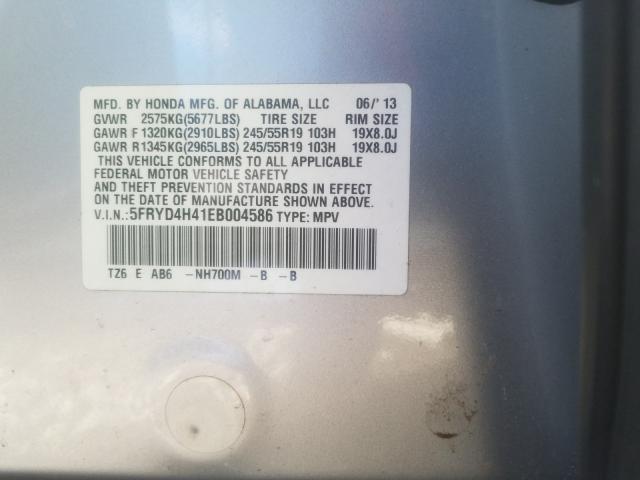 MFD. BY HONDA MFG. OF ALABAMA, LLC 06/'13
GVWR 2575KG(5677LBS) TIRE SIZE RIM SIZE
GAWR F 1320KG(2910LBS) 245/55R19 103H 19X8.0J
GAWR R1345KG(2965LBS) 245/55R19 103H 19X8.0J
THIS VEHICLE CONFORMS TO ALL APPLICABLE
FEDERAL MOTOR VEHICLE SAFETY
AND THEFT PREVENTION STANDARDS IN EFFECT
ON THE DATE OF MANUFACTURE SHOWN ABOVE.
V.I.N.: 5FRYD4H41EB004586 TYPE: MPV
TZ6 E AB6 -NH700M -B -B